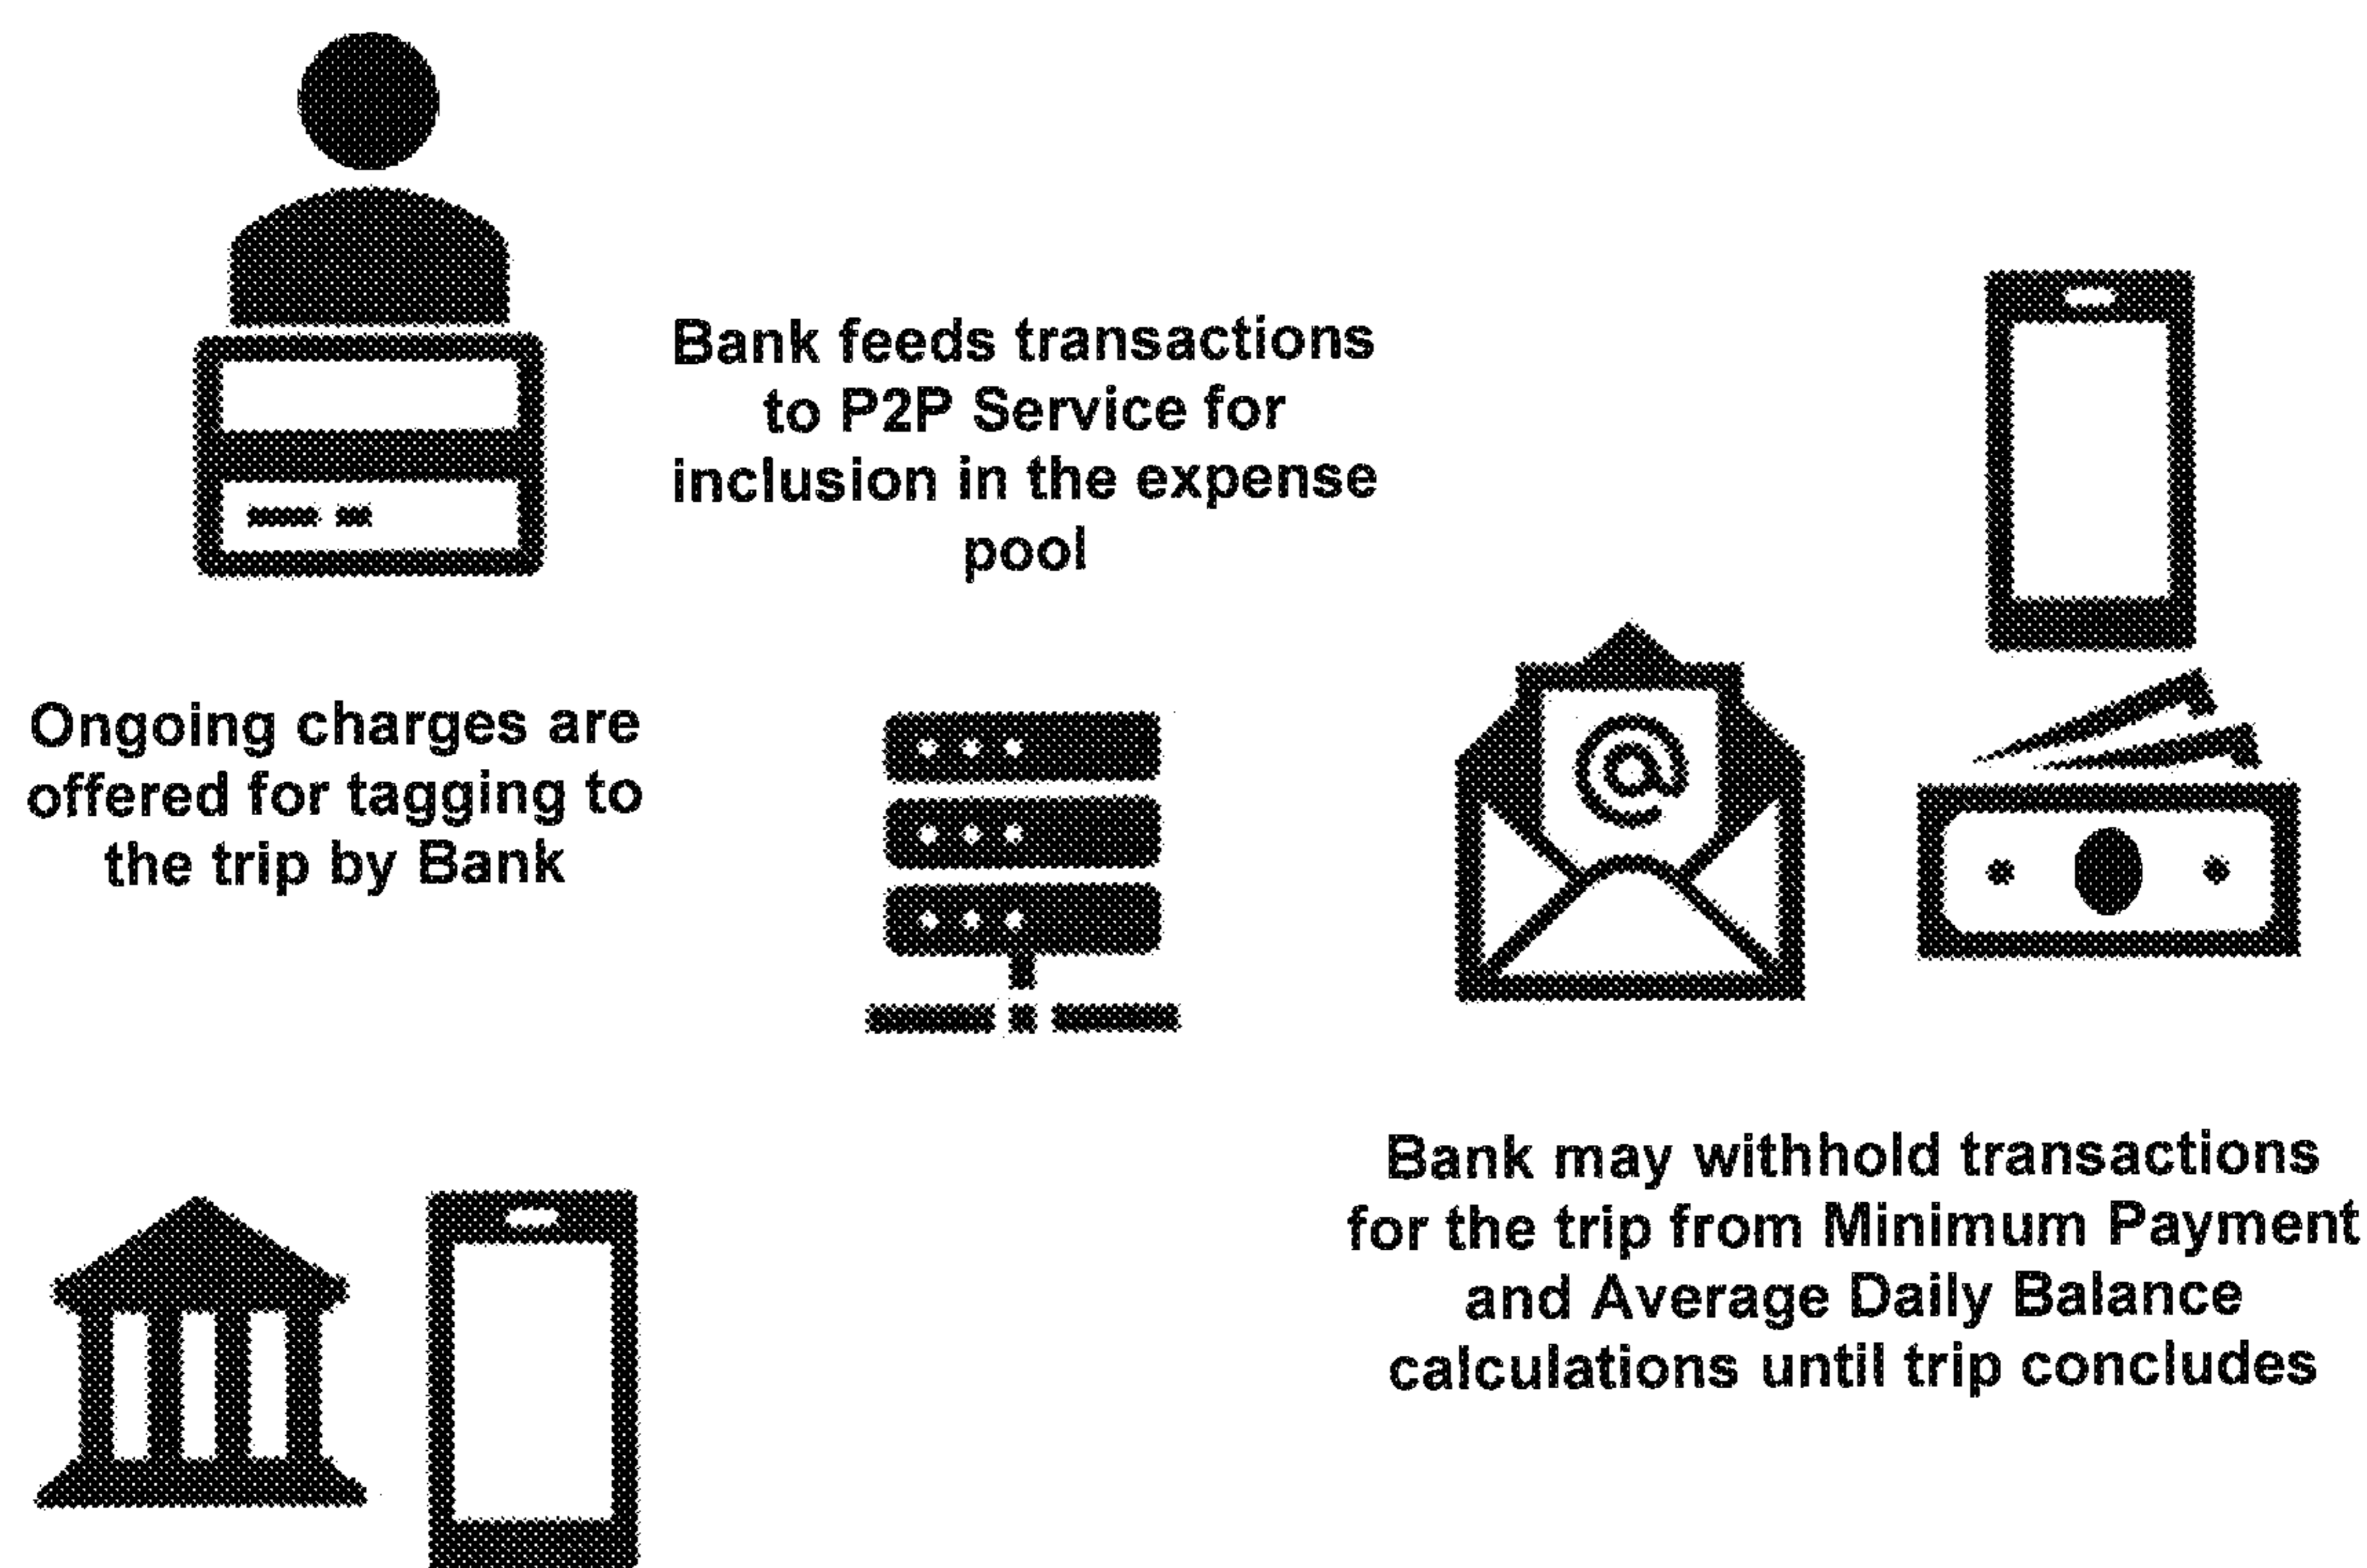 Bank feeds transactions
to P2P Service for
inclusion in the expense
pool
Ongoing charges are
offered for tagging to
the trip by Bank
@
Bank may withhold transactions
for the trip from Minimum Payment
and Average Daily Balance
calculations until trip concludes